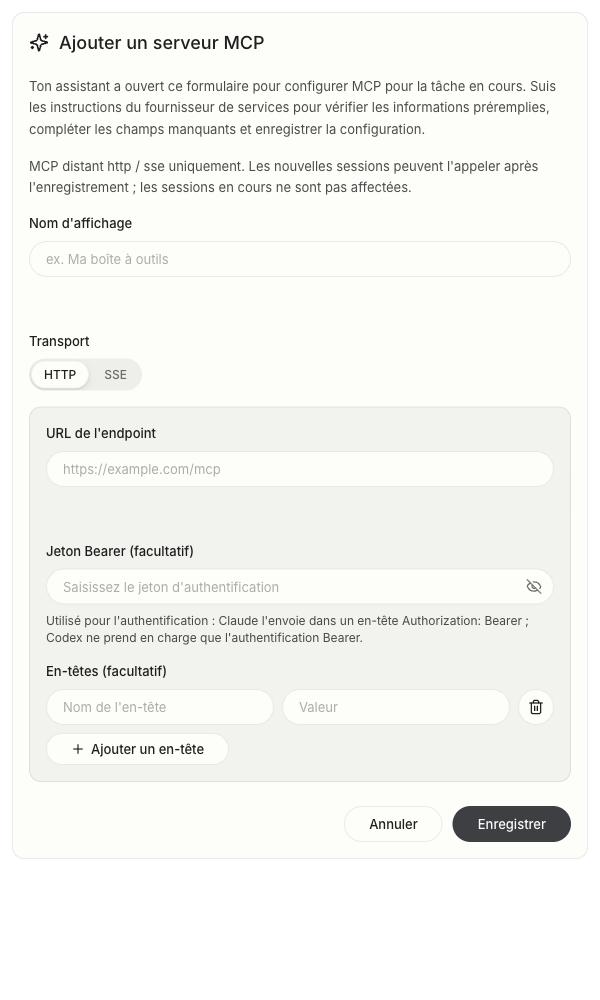 Ajouter un serveur MCP
Ton assistant a ouvert ce formulaire pour configurer MCP pour la tâche en cours. Suis
les instructions du fournisseur de services pour vérifier les informations préremplies,
compléter les champs manquants et enregistrer la configuration.
MCP distant http / sse uniquement. Les nouvelles sessions peuvent l'appeler après
l'enregistrement ; les sessions en cours ne sont pas affectées.
Nom d'affichage
ex. Ma boîte à outils
Transport
HTTP SSE
URL de l'endpoint
https://example.com/mcp
Jeton Bearer (facultatif)
Saisissez le jeton d'authentification
Utilisé pour l'authentification : Claude l'envoie dans un en-tête Authorization: Bearer ;
Codex ne prend en charge que l'authentification Bearer.
En-têtes (facultatif)
Nom de l'en-tête Valeur
+ Ajouter un en-tête
Annuler Enregistrer